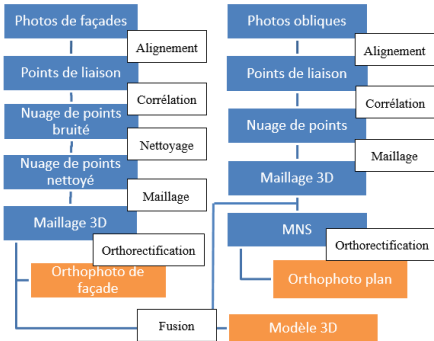 Photos de façades
Alignement
Points de liaison
Corrélation
Nuage de points
bruité
Nettoyage
Nuage de points
nettoyé
Maillage
Maillage 3D
Orthorectification
Orthophoto de
façade
Photos obliques
Alignement
Points de liaison
Corrélation
Nuage de points
Maillage
Maillage 3D
MNS
Orthorectification
Orthophoto plan
Fusion
Modèle 3D